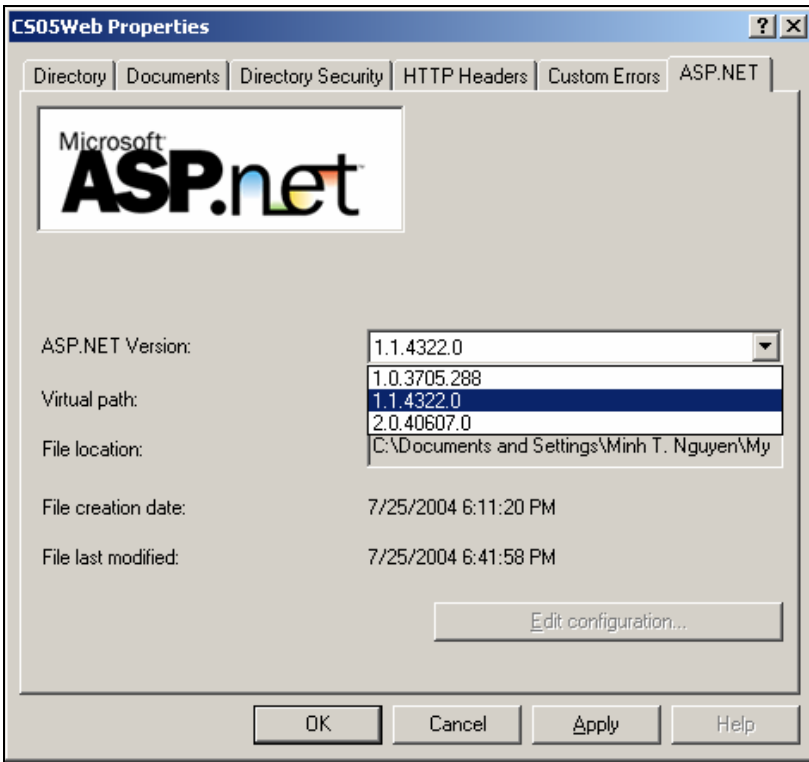 CS05Web Properties
Directory Documents Directory Security HTTP Headers Custom Errors ASP.NET
Microsoft
ASP.net
ASP.NET Version:
1.1.4322.0
1.0.3705.288
Virtual path:
1.1.4322.0
2.0.40607.0
File location:
C:\Documents and Settings\Minh T. Nguyen\My
File creation date:
7/25/2004 6:11:20 PM
File last modified:
7/25/2004 6:41:58 PM
Edit configuration...
OK Cancel Apply Help